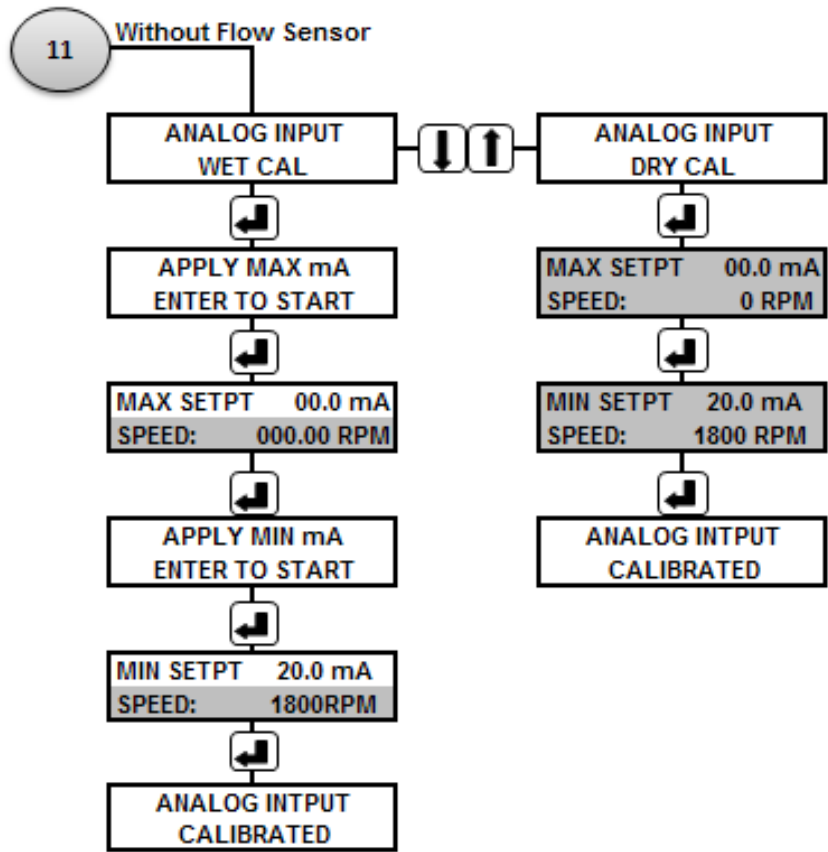 11
Without Flow Sensor
ANALOG INPUT
WET CAL
APPLY MAX mA
ENTER TO START
MAX SETPT 00.0 mA
SPEED: 000.00 RPM
APPLY MIN mA
ENTER TO START
MIN SETPT 20.0 mA
SPEED: 1800RPM
ANALOG INTPUT
CALIBRATED
ANALOG INPUT
DRY CAL
MAX SETPT 00.0 mA
SPEED: 0 RPM
MIN SETPT 20.0 mA
SPEED: 1800 RPM
ANALOG INTPUT
CALIBRATED